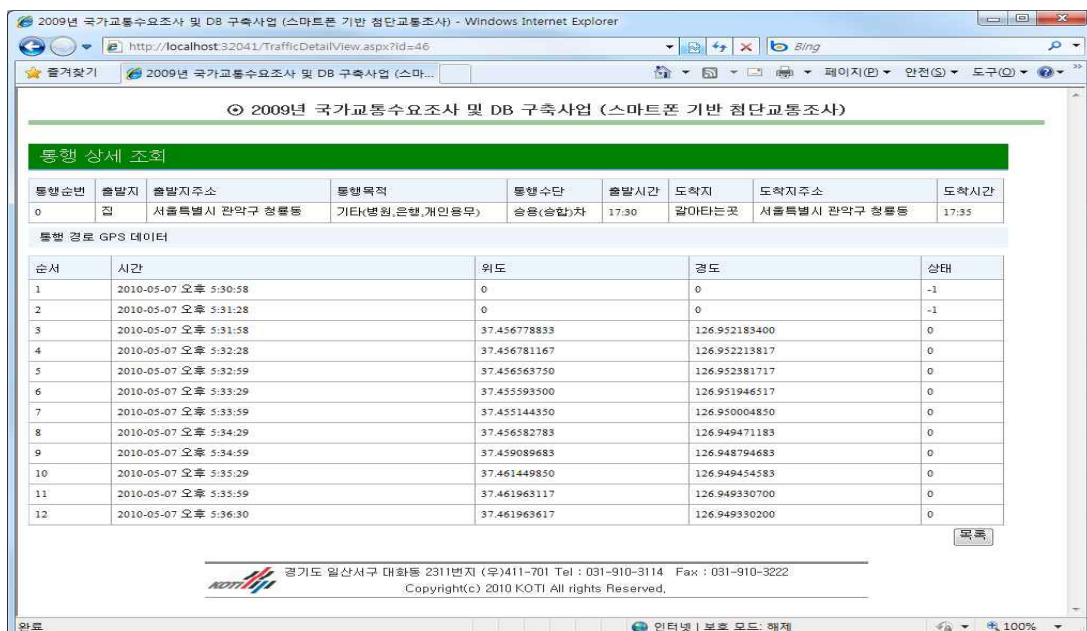 2009년 국가교통수요조사 및 DB 구축사업 (스마트폰 기반 첨단교통조사) - Windows Internet Explorer
http://localhost:32041/TrafficDetailView.aspx?id=46
Bing
즐겨찾기 2009년 국가교통수요조사 및 DB 구축사업 (스마... 페이지(P) 안전(S) 도구(O)
⊙ 2009년 국가교통수요조사 및 DB 구축사업 (스마트폰 기반 첨단교통조사)
통행 상세 조회
통행순번 출발지 출발지주소 통행목적 통행수단 출발시간 도착지 도착지주소 도착시간
0 집 서울특별시 관악구 청룡동 기타(병원,은행,개인용무) 승용(승합)차 17:30 갈아타는곳 서울특별시 관악구 청룡동 17:35
통행 경로 GPS 데이터
순서 시간 위도 경도 상태
1 2010-05-07 오후 5:30:58 0 0 -1
2 2010-05-07 오후 5:31:28 0 0 -1
3 2010-05-07 오후 5:31:58 37.456778833 126.952183400 0
4 2010-05-07 오후 5:32:28 37.456781167 126.952213817 0
5 2010-05-07 오후 5:32:59 37.456563750 126.952381717 0
6 2010-05-07 오후 5:33:29 37.455593500 126.951946517 0
7 2010-05-07 오후 5:33:59 37.455144350 126.950004850 0
8 2010-05-07 오후 5:34:29 37.456582783 126.949471183 0
9 2010-05-07 오후 5:34:59 37.459089683 126.948794683 0
10 2010-05-07 오후 5:35:29 37.461449850 126.949454583 0
11 2010-05-07 오후 5:35:59 37.461963117 126.949330700 0
12 2010-05-07 오후 5:36:30 37.461963617 126.949330200 0
목록
KOTI 경기도 일산서구 대화동 2311번지 (우)411-701 Tel : 031-910-3114 Fax : 031-910-3222
Copyright(c) 2010 KOTI All rights Reserved.
완료 인터넷 | 보호 모드: 해제 100%